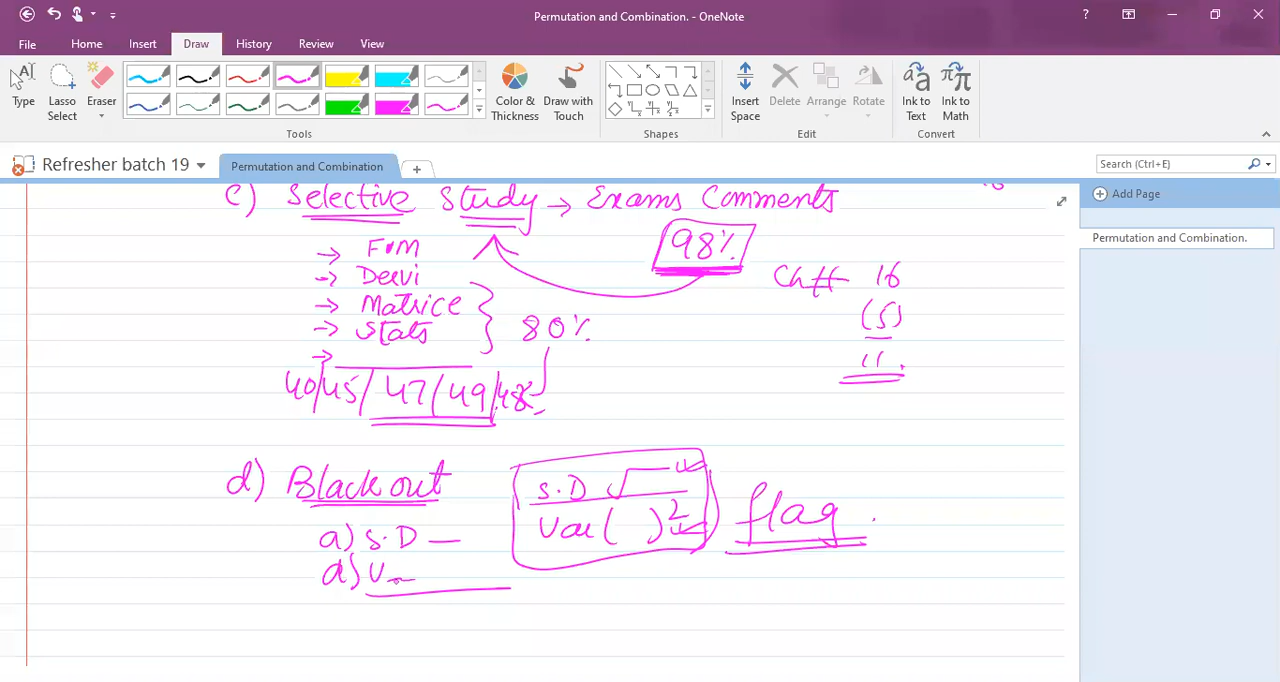 Permutation and Combination. - OneNote
File Home Insert Draw History Review View
Type Lasso Select Eraser Color & Thickness Draw with Touch Insert Space Delete Arrange Rotate Ink to Text Ink to Math
Tools Shapes Edit Convert
Refresher batch 19 Permutation and Combination Search (Ctrl+E)
Add Page
Permutation and Combination.
c) Selective Study → Exams Comments
98%
→ F.M
→ Dervi
→ Matrice
→ Stats
→
80%
Ch# 16
(5)
11.
40/45/47/49/48
d) Blackout
S.D √
Var( )²
flag.
a) S.D —
d) V